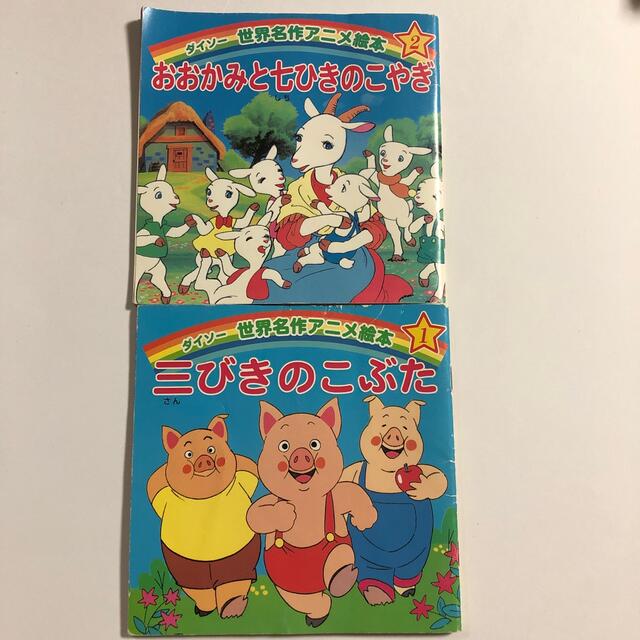 ダイソー 世界名作アニメ絵本 2
おおかみと七ひきのこやぎ
しち
ダイソー 世界名作アニメ絵本 1
三びきのこぶた
さん